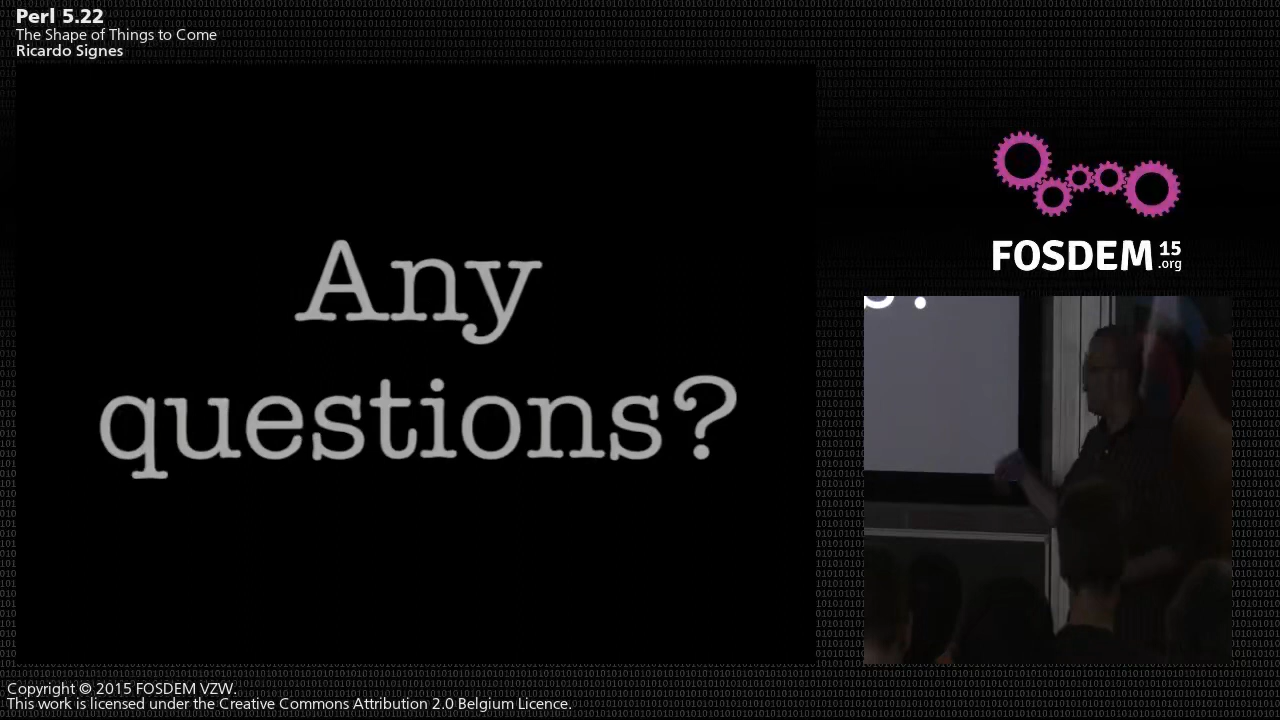 Perl 5.22
The Shape of Things to Come
Ricardo Signes
Any
questions?
FOSDEM 15
.org
Copyright © 2015 FOSDEM VZW.
This work is licensed under the Creative Commons Attribution 2.0 Belgium Licence.